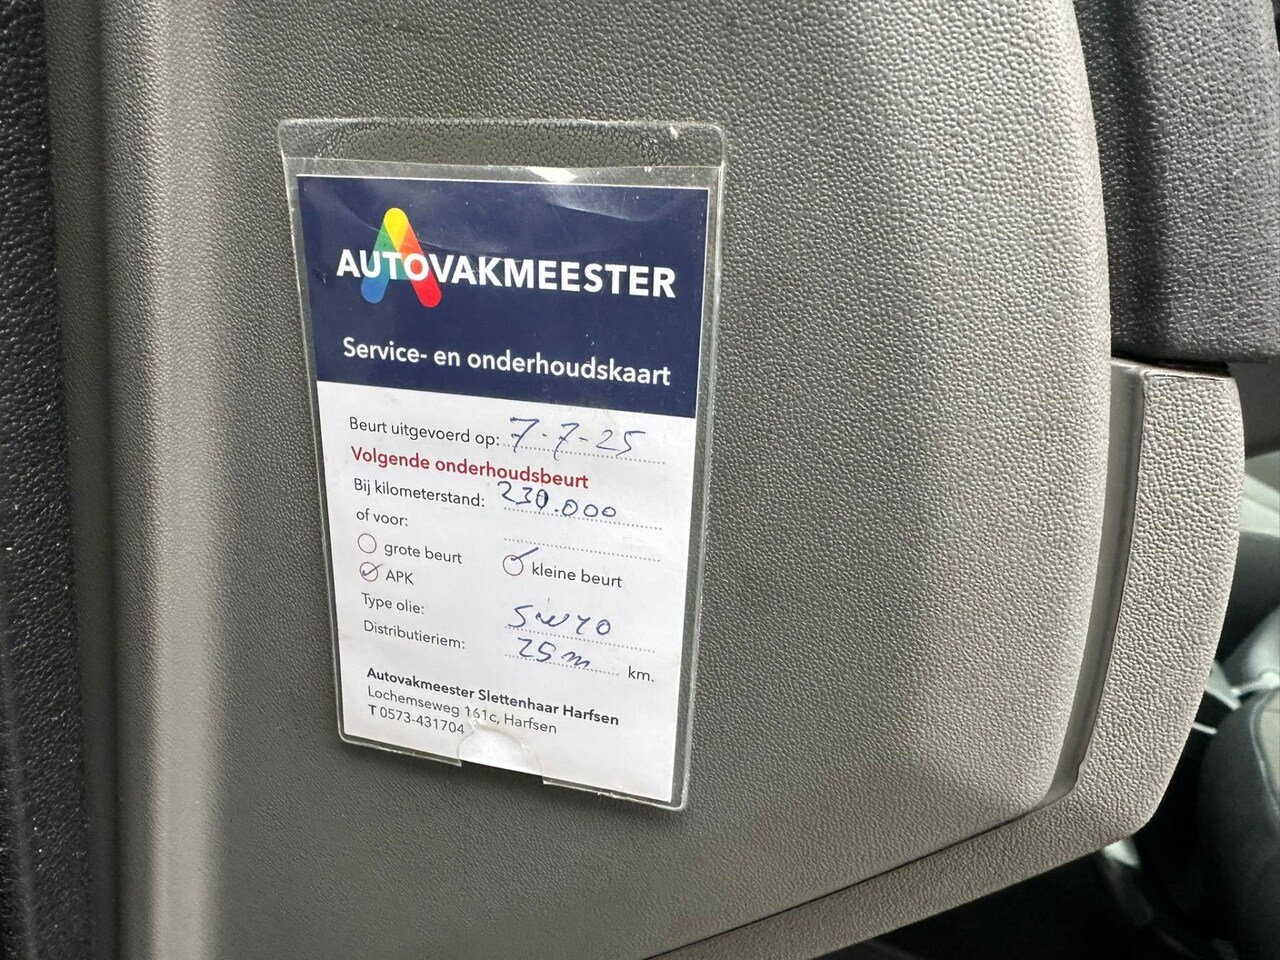 AUTOVAKMEESTER
Service- en onderhoudskaart
Beurt uitgevoerd op: 7-7-25
Volgende onderhoudsbeurt
Bij kilometerstand: 230.000
of voor:
grote beurt
kleine beurt
APK
Type olie: 5w40
Distributieriem: km.
Autovakmeester Slettenhaar Harfsen
Lochemseweg 161c, Harfsen
T 0573-431704